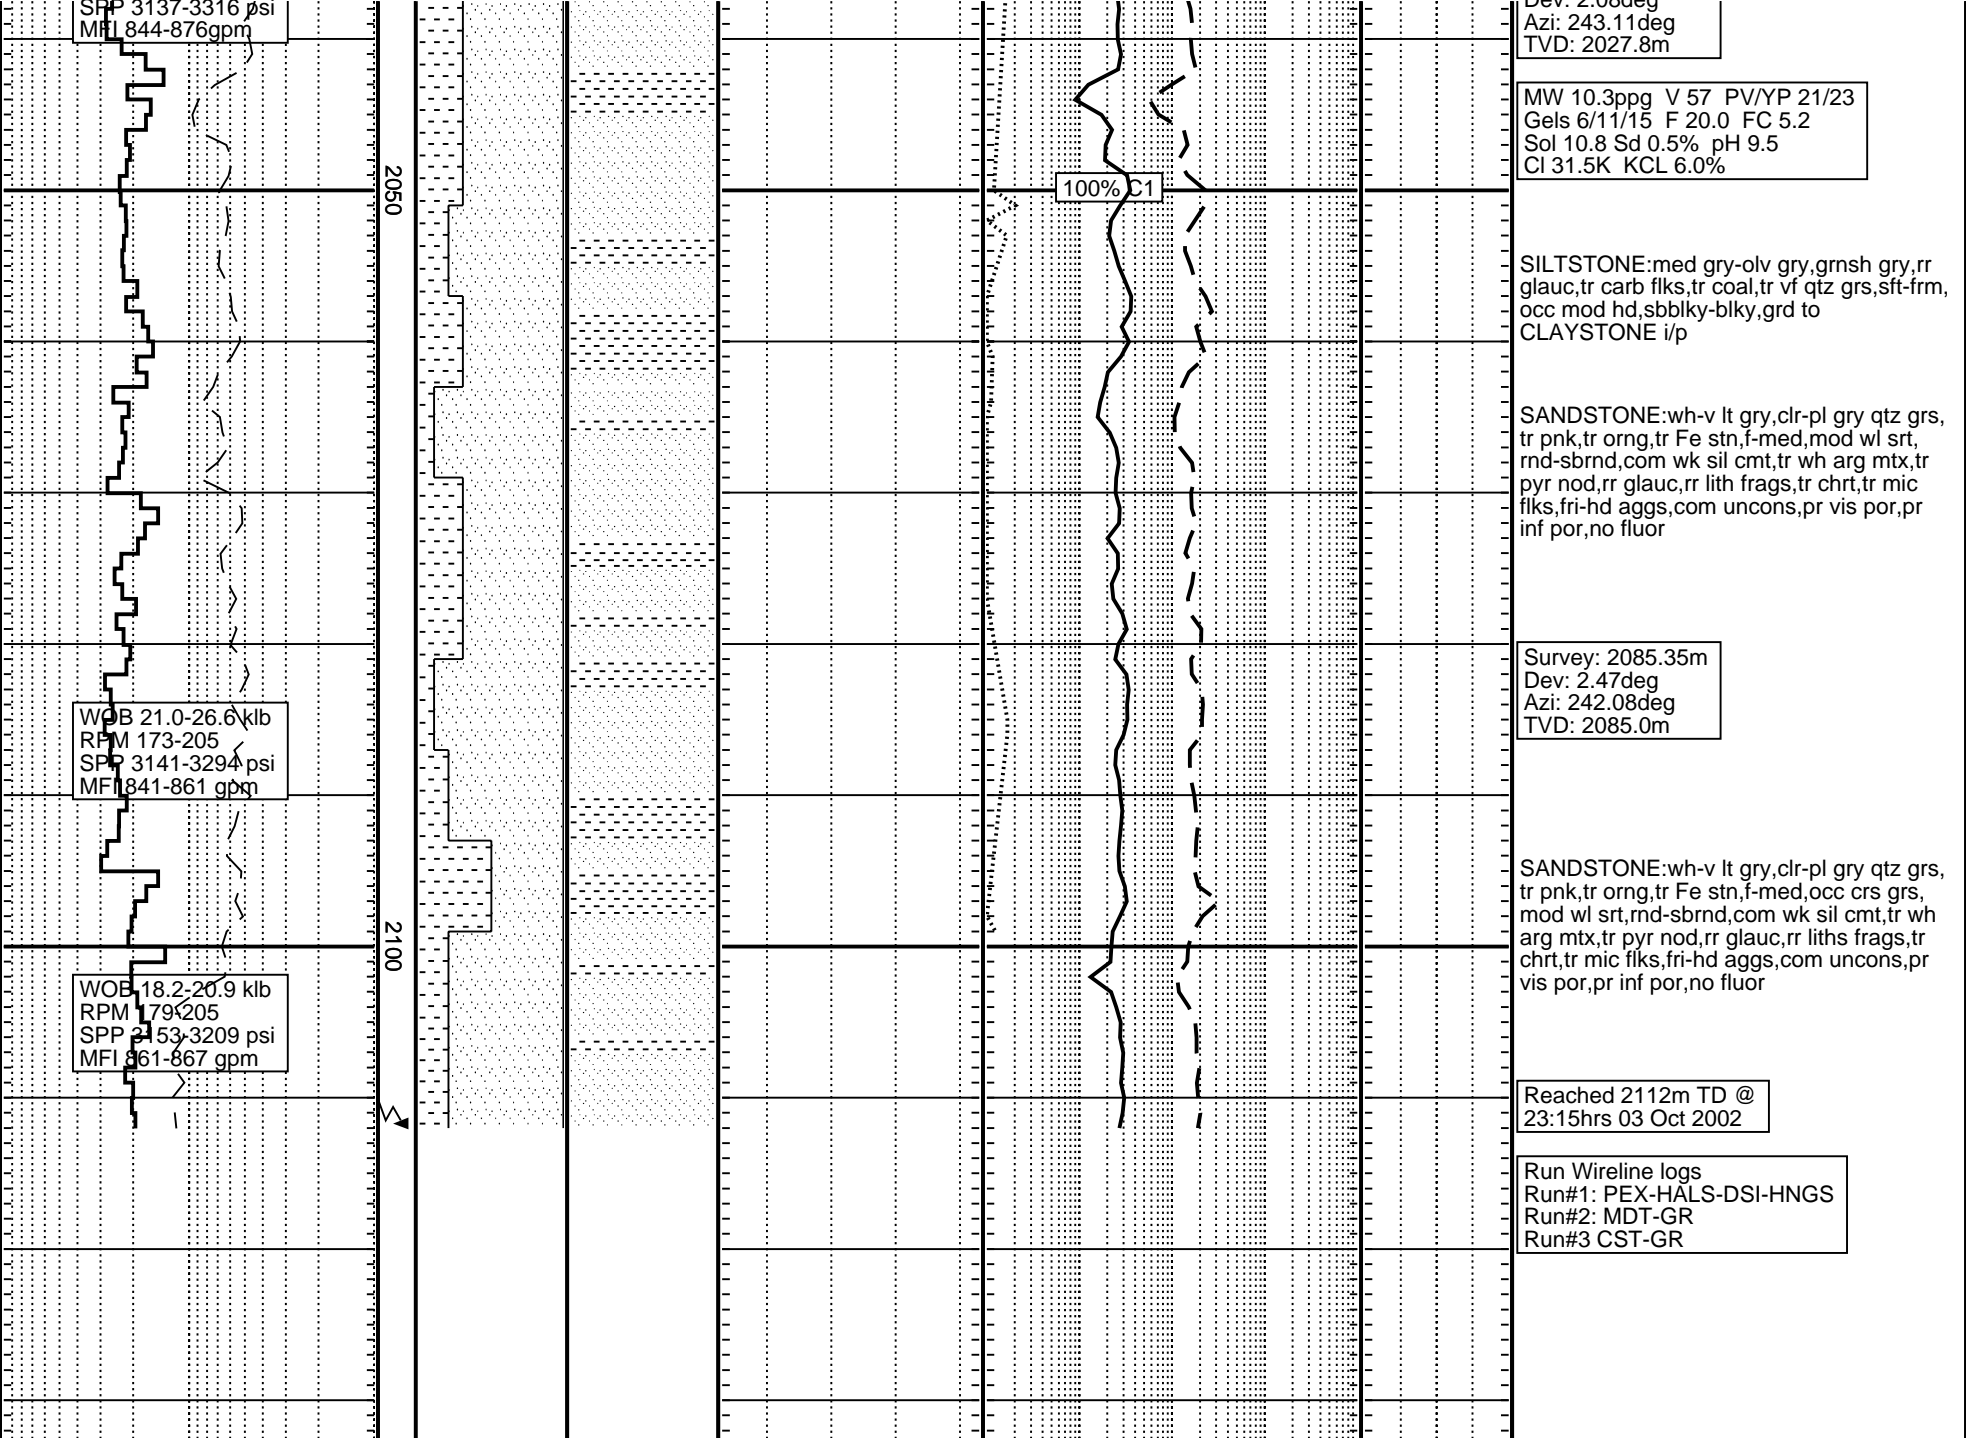 SPP 3137-3316 psi
MFI 844-876gpm
2050
WOB 21.0-26.6 klb
RPM 173-205
SPP 3141-3294 psi
MFI 841-861 gpm
2100
WOB 18.2-20.9 klb
RPM 179-205
SPP 3153-3209 psi
MFI 861-867 gpm
100% C1
Dev: 2.08deg
Azi: 243.11deg
TVD: 2027.8m
MW 10.3ppg V 57 PV/YP 21/23
Gels 6/11/15 F 20.0 FC 5.2
Sol 10.8 Sd 0.5% pH 9.5
Cl 31.5K KCL 6.0%
SILTSTONE:med gry-olv gry,grnsh gry,rr
glauc,tr carb flks,tr coal,tr vf qtz grs,sft-frm,
occ mod hd,sbblky-blky,grd to
CLAYSTONE i/p
SANDSTONE:wh-v lt gry,clr-pl gry qtz grs,
tr pnk,tr orng,tr Fe stn,f-med,mod wl srt,
rnd-sbrnd,com wk sil cmt,tr wh arg mtx,tr
pyr nod,rr glauc,rr lith frags,tr chrt,tr mic
flks,fri-hd aggs,com uncons,pr vis por,pr
inf por,no fluor
Survey: 2085.35m
Dev: 2.47deg
Azi: 242.08deg
TVD: 2085.0m
SANDSTONE:wh-v lt gry,clr-pl gry qtz grs,
tr pnk,tr orng,tr Fe stn,f-med,occ crs grs,
mod wl srt,rnd-sbrnd,com wk sil cmt,tr wh
arg mtx,tr pyr nod,rr glauc,rr liths frags,tr
chrt,tr mic flks,fri-hd aggs,com uncons,pr
vis por,pr inf por,no fluor
Reached 2112m TD @
23:15hrs 03 Oct 2002
Run Wireline logs
Run#1: PEX-HALS-DSI-HNGS
Run#2: MDT-GR
Run#3 CST-GR